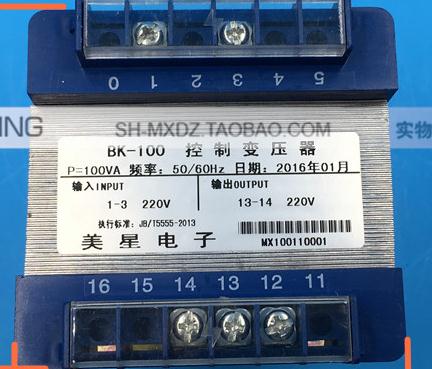 0 1 2 3 4 5
SH-MXDZ.TAOBAO.COM 实物
BK-100 控制变压器
P=100VA 频率: 50/60Hz 日期: 2016年01月
输入INPUT 输出OUTPUT
1-3 220V 13-14 220V
执行标准: JB/T5555-2013
美星电子 MX100110001
16 15 14 13 12 11